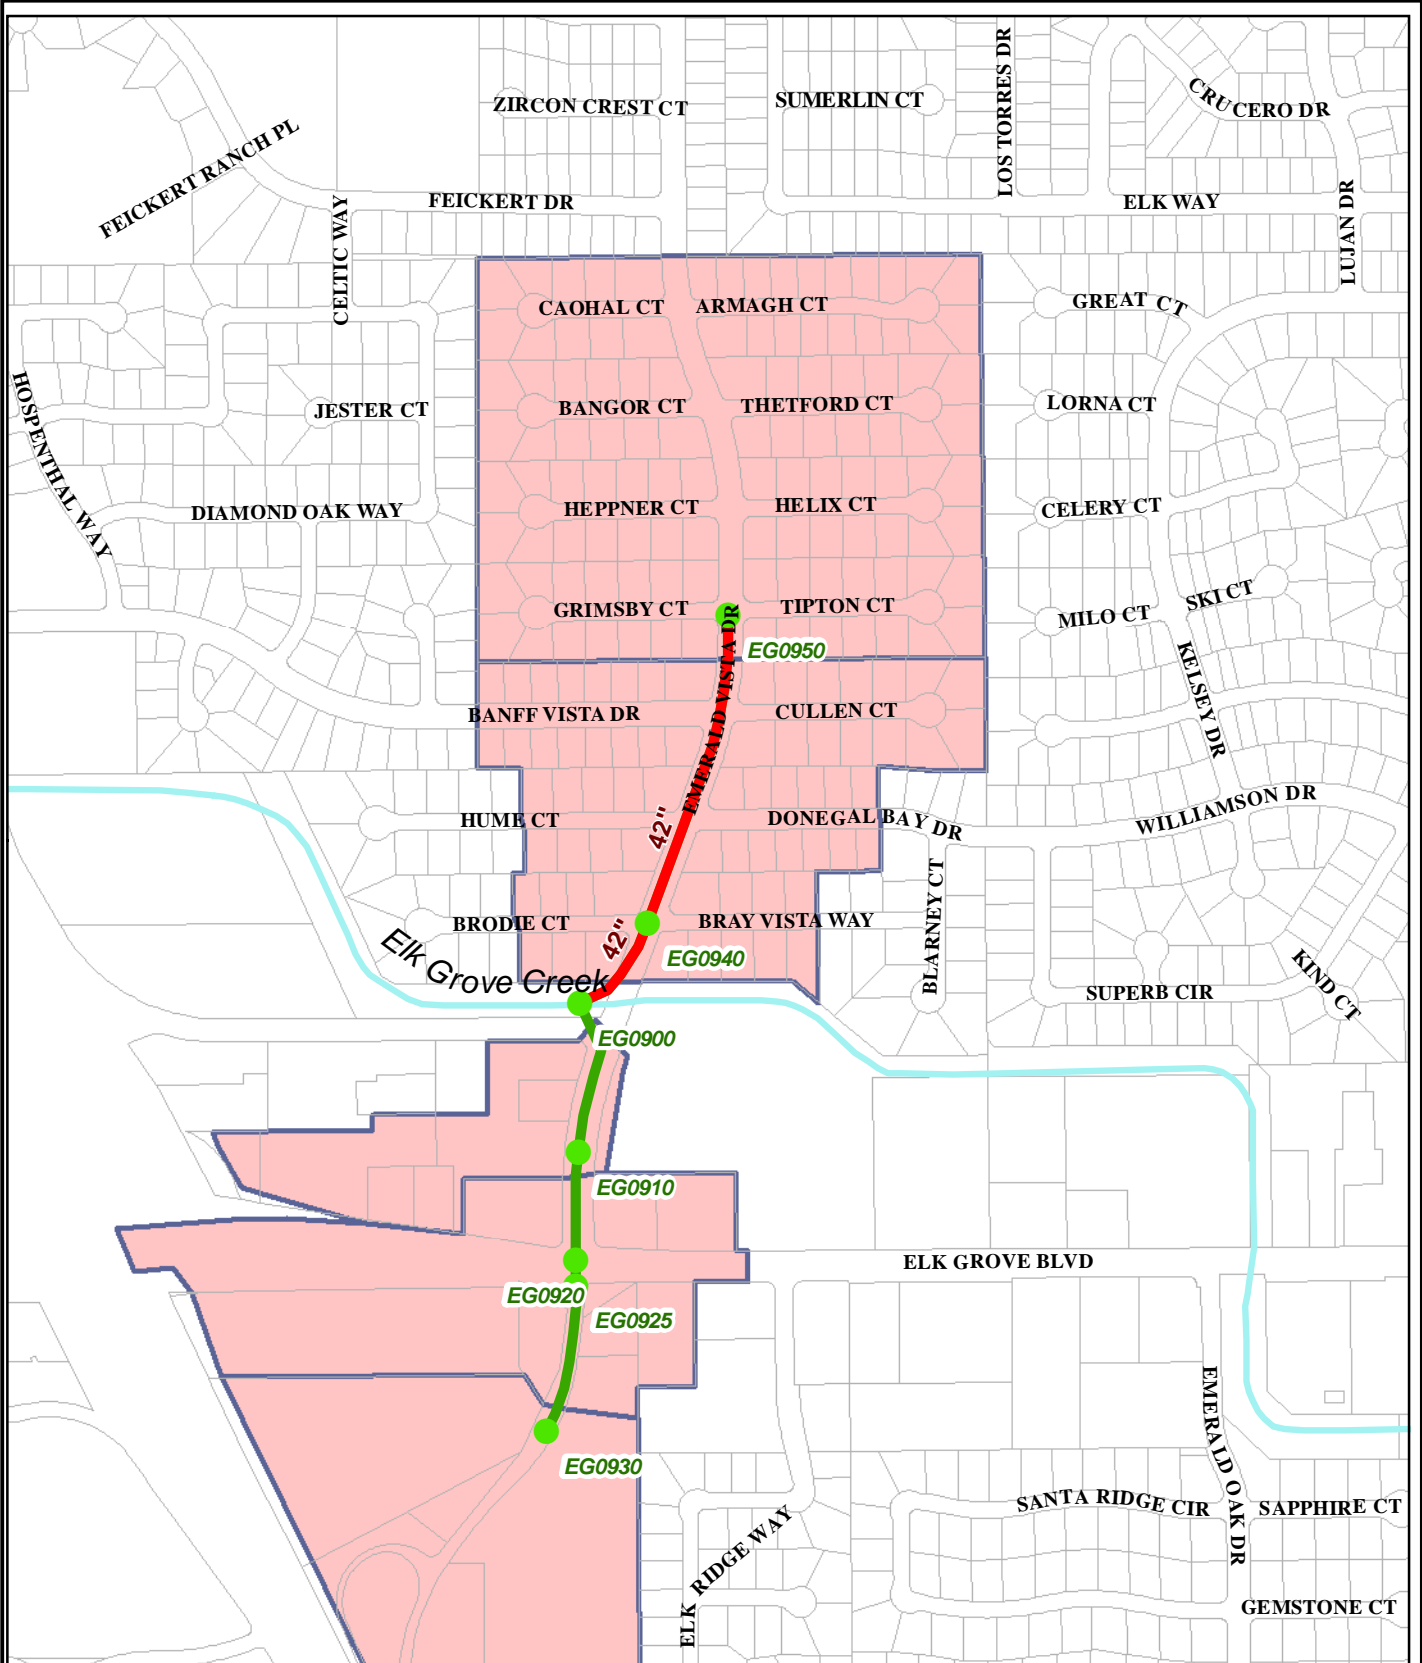 ZIRCON CREST CT
SUMERLIN CT
LOS TORRES DR
CRUCERO DR
FEICKERT RANCH PL
FEICKERT DR
CELTIC WAY
ELK WAY
LUJAN DR
CAOHAL CT
ARMAGH CT
GREAT CT
HOSPENTHAL WAY
JESTER CT
BANGOR CT
THETFORD CT
LORNA CT
DIAMOND OAK WAY
HEPPNER CT
HELIX CT
CELERY CT
GRIMSBY CT
TIPTON CT
MILO CT
SKI CT
EG0950
EMERALD VISTA DR
KELSEY DR
BANFF VISTA DR
CULLEN CT
HUME CT
42"
DONEGAL BAY DR
WILLIAMSON DR
BLARNEY CT
BRODIE CT
42"
BRAY VISTA WAY
EG0940
Elk Grove Creek
SUPERB CIR
KIND CT
EG0900
EG0910
ELK GROVE BLVD
EG0920
EG0925
EMERALD OAK DR
EG0930
SANTA RIDGE CIR
SAPPHIRE CT
ELK RIDGE WAY
GEMSTONE CT